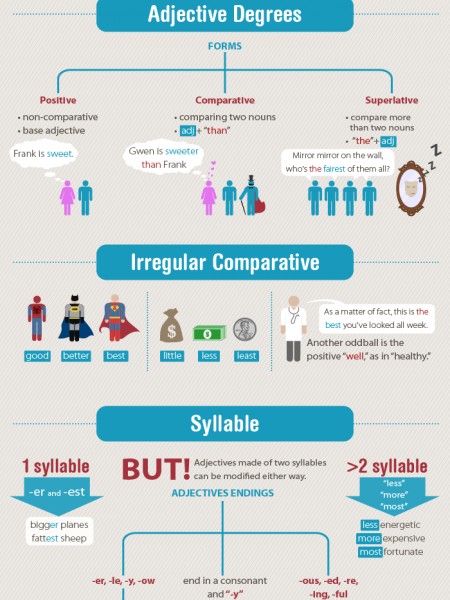 Adjective Degrees
FORMS
Positive
• non-comparative
• base adjective
Frank is sweet.
Comparative
• comparing two nouns
• adj + "than"
Gwen is sweeter
than Frank
Superlative
• compare more
than two nouns
• "the"+ adj
Mirror mirror on the wall,
who's the fairest of them all?
z z z Z
Irregular Comparative
good better best
$
little less least
As a matter of fact, this is the
best you've looked all week.
Another oddball is the
positive "well," as in "healthy."
Syllable
1 syllable
-er and -est
bigger planes
fattest sheep
BUT! Adjectives made of two syllables
can be modified either way.
ADJECTIVES ENDINGS
>2 syllable
"less"
"more"
"most"
less energetic
more expensive
most fortunate
-er, -le, -y, -ow
end in a consonant
and "-y"
-ous, -ed, -re,
-ing, -ful